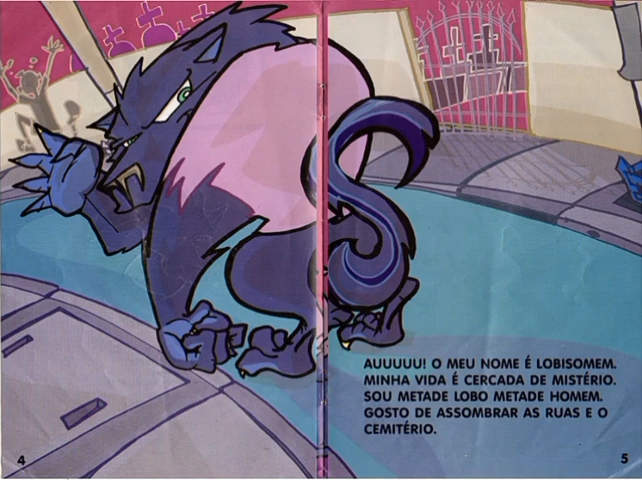 AUUUUU! O MEU NOME É LOBISOMEM.
MINHA VIDA É CERCADA DE MISTÉRIO.
SOU METADE LOBO METADE HOMEM.
GOSTO DE ASSOMBRAR AS RUAS E O
CEMITÉRIO.
4
5